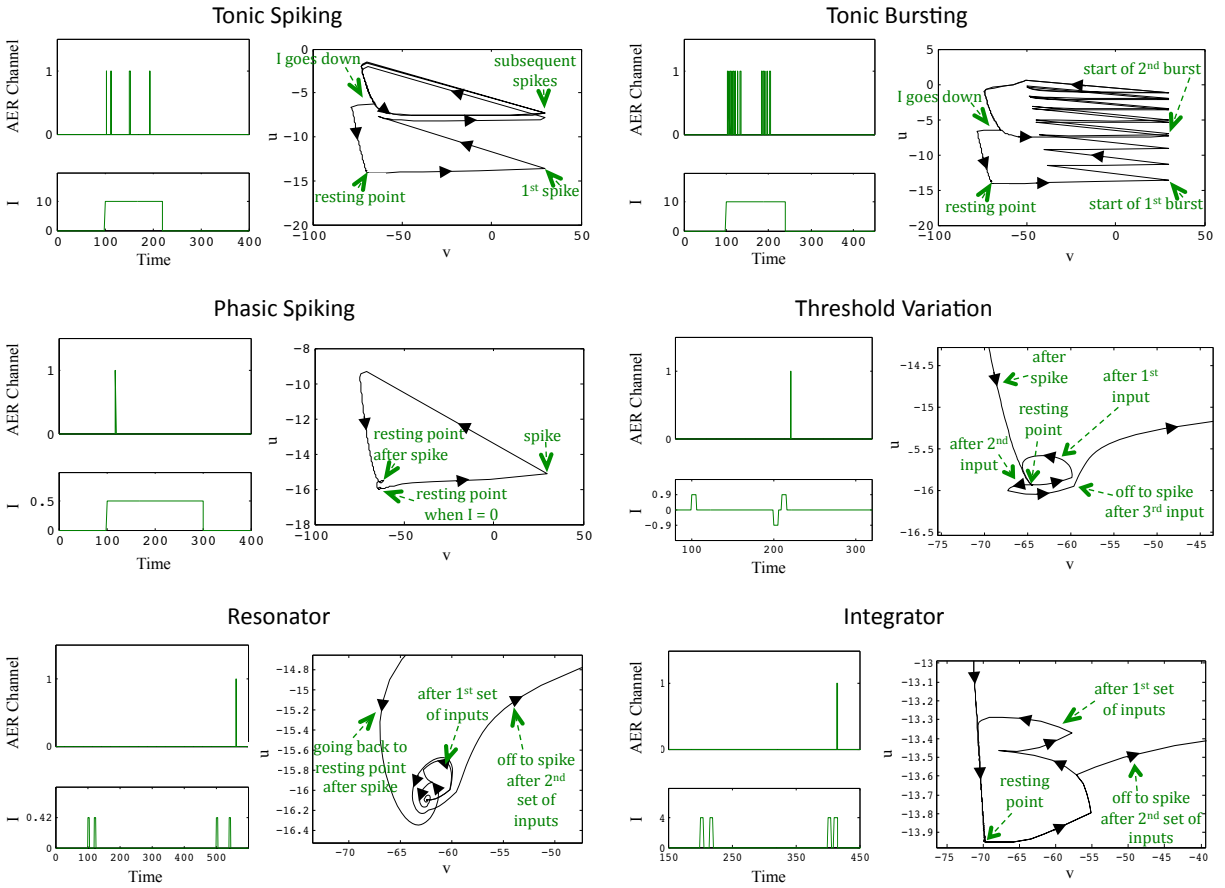 Tonic Spiking
AER Channel
1
0
I
10
0
0 100 200 300 400
Time
u
0
−5
−10
−15
−20
−100 −50 0 50
v
I goes down
subsequent
spikes
resting point
1st spike
Tonic Bursting
AER Channel
1
0
I
10
0
0 100 200 300 400
Time
u
5
0
−5
−10
−15
−20
−100 −50 0 50
v
start of 2nd burst
I goes down
resting point
start of 1st burst
Phasic Spiking
AER Channel
1
0
I
0.5
0
0 100 200 300 400
Time
u
−8
−10
−12
−14
−16
−18
−100 −50 0 50
v
resting point
after spike
spike
resting point
when I = 0
Threshold Variation
AER Channel
1
0
I
0.9
0
−0.9
100 200 300
Time
u
−14.5
−15
−15.5
−16
−16.5
−75 −70 −65 −60 −55 −50 −45
v
after
spike
after 1st
input
resting
point
after 2nd
input
off to spike
after 3rd input
Resonator
AER Channel
1
0
I
0.42
0
0 100 200 300 400 500
Time
u
−14.8
−15
−15.2
−15.4
−15.6
−15.8
−16
−16.2
−16.4
−70 −65 −60 −55 −50
v
after 1st set
of inputs
going back to
resting point
after spike
off to spike
after 2nd
set of
inputs
Integrator
AER Channel
1
0
I
4
0
150 250 350 450
Time
u
−13
−13.1
−13.2
−13.3
−13.4
−13.5
−13.6
−13.7
−13.8
−13.9
−75 −70 −65 −60 −55 −50 −45 −40
v
after 1st set
of inputs
resting
point
off to spike
after 2nd set of
inputs